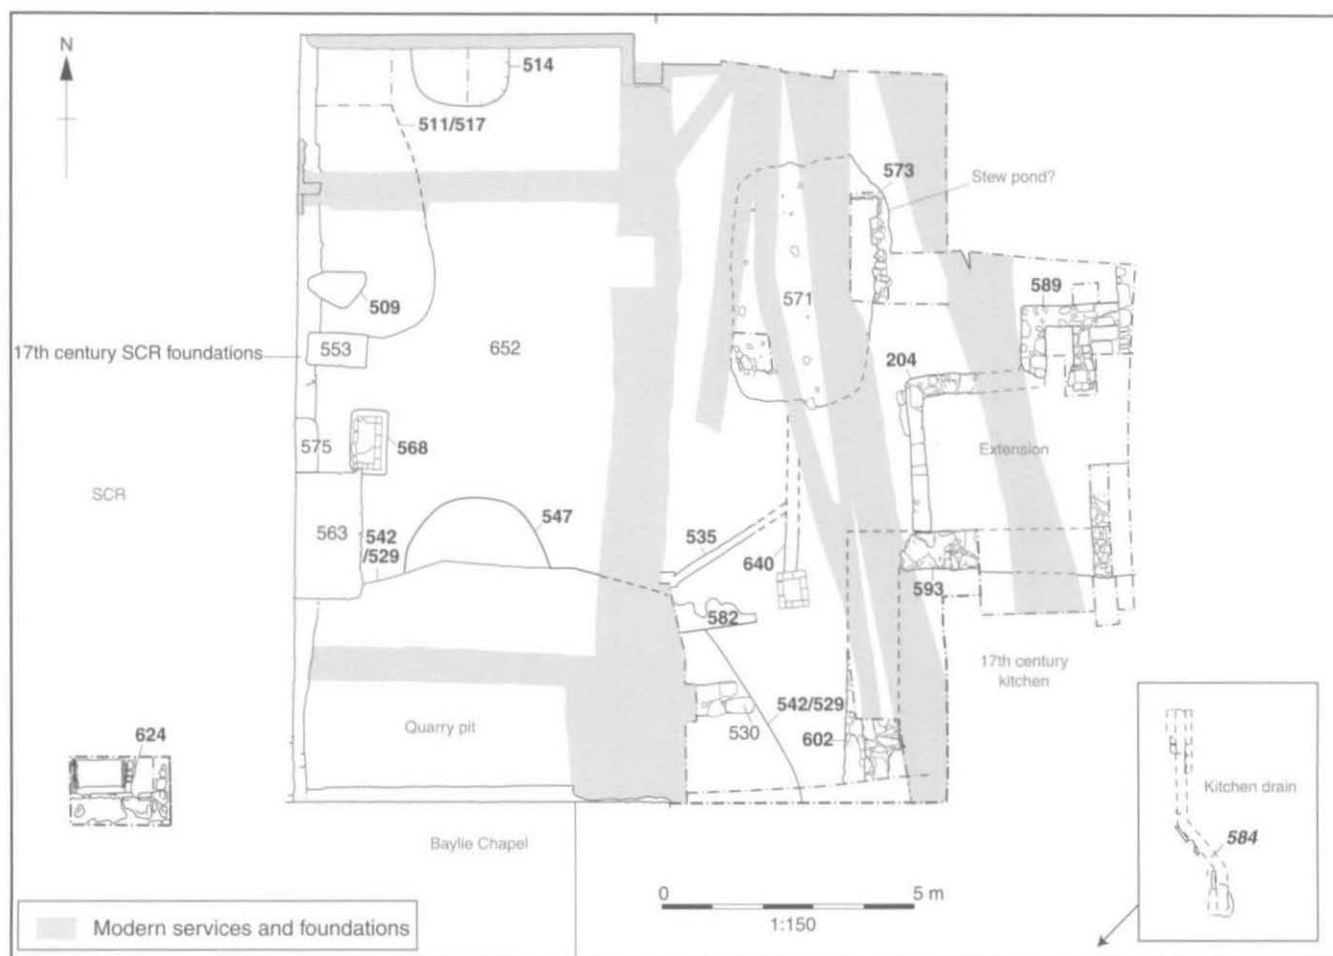 N
514
511/517
573
Stew pond?
509
571
589
17th century SCR foundations
553
652
204
575
568
Extension
SCR
563
542
/529
547
535
640
593
582
17th century
kitchen
Quarry pit
530
542/529
602
624
Kitchen drain
584
Baylie Chapel
0
5 m
1:150
Modern services and foundations